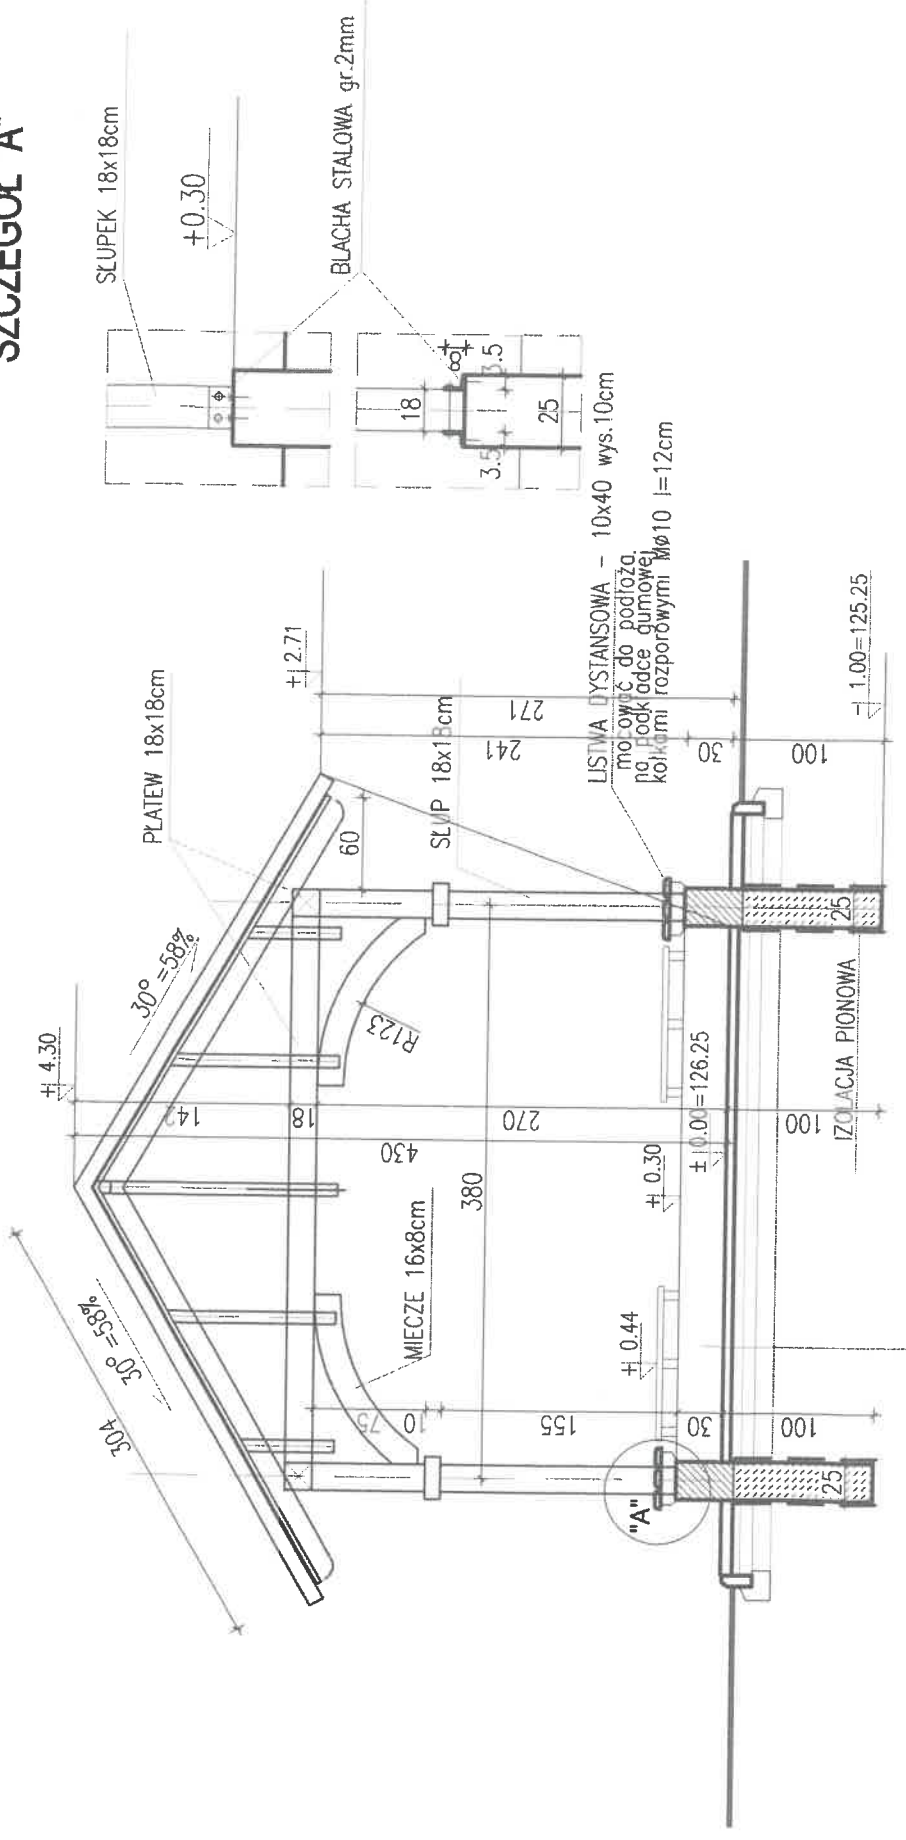 SZCZEGÓŁ "A"
SŁUPEK 18x18cm
±0.30
BLACHA STALOWA gr.2mm
18
8
3.5
3.5
25
± 4.30
30° =58%
30° =58%
304
PŁATEW 18x18cm
± 2.71
60
142
18
270
430
100
R123
380
MIECZE 16x8cm
75
10
155
30
100
SŁUP 18x18cm
271
241
30
100
LISTWA DYSTANSOWA – 10x40 wys.10cm
mocować do podłoża.
na podkładce gumowej
kołkami rozporowymi Mø10 l=12cm
± 0.44
± 0.30
± 0.00=126.25
– 1.00=125.25
"A"
25
25
IZOLACJA PIONOWA